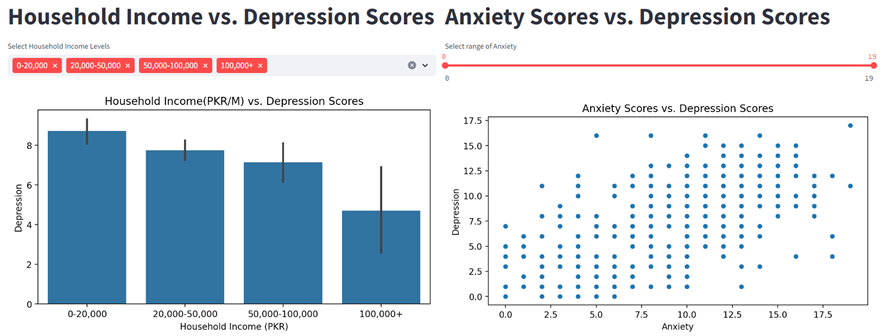 Household Income vs. Depression Scores
Select Household Income Levels
0-20,000 × 20,000-50,000 × 50,000-100,000 × 100,000+ ×
Household Income(PKR/M) vs. Depression Scores
Depression
8
6
4
2
0
0-20,000 20,000-50,000 50,000-100,000 100,000+
Household Income (PKR)
Anxiety Scores vs. Depression Scores
Select range of Anxiety
0 19
0 19
Anxiety Scores vs. Depression Scores
Depression
17.5
15.0
12.5
10.0
7.5
5.0
2.5
0.0
0.0 2.5 5.0 7.5 10.0 12.5 15.0 17.5
Anxiety